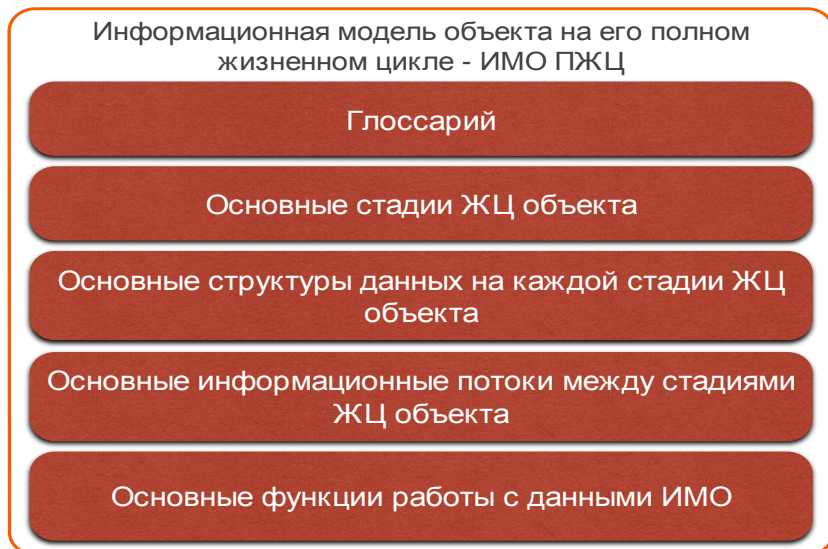 Информационная модель объекта на его полном
жизненном цикле - ИМО ПЖЦ
Глоссарий
Основные стадии ЖЦ объекта
Основные структуры данных на каждой стадии ЖЦ
объекта
Основные информационные потоки между стадиями
ЖЦ объекта
Основные функции работы с данными ИМО